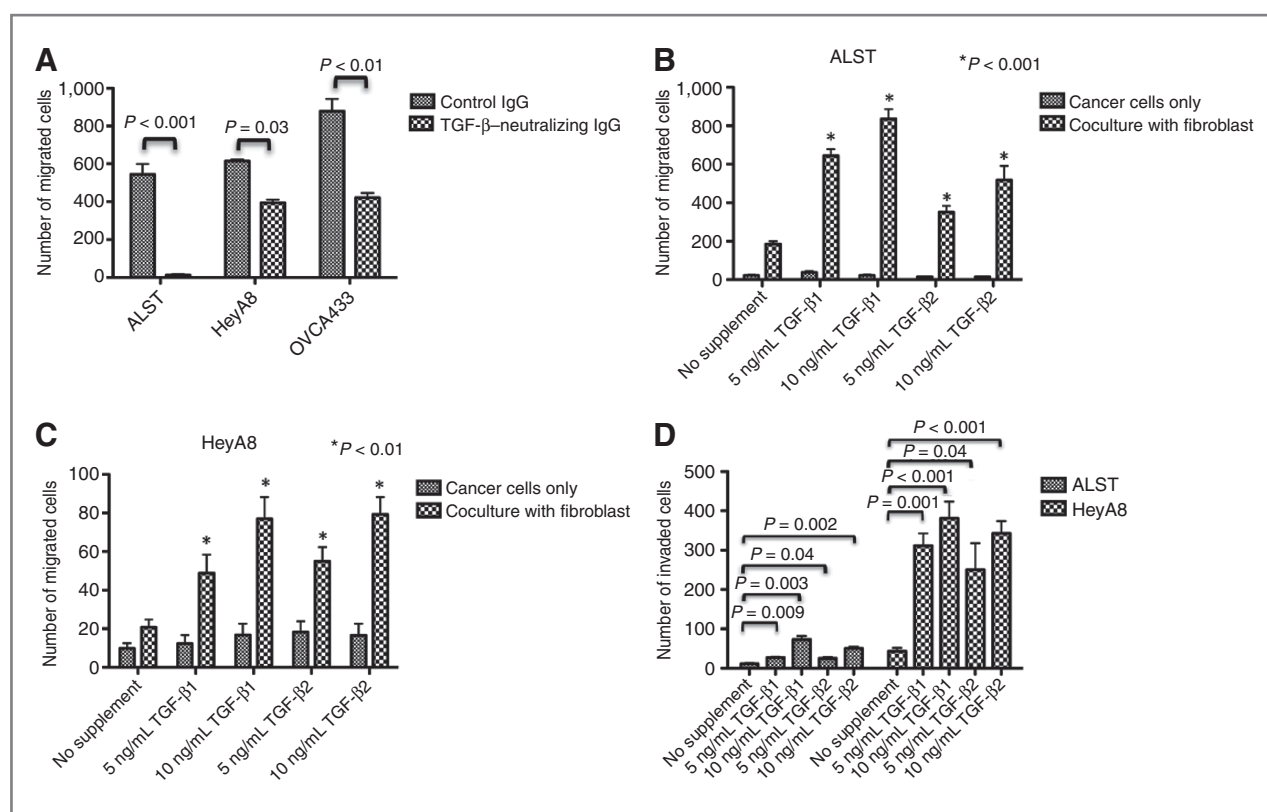 A
P < 0.01
1,000
P < 0.001
P = 0.03
800
600
400
200
0
Number of migrated cells
Control IgG
TGF-β–neutralizing IgG
ALST
HeyA8
OVCA433
B
ALST
*P < 0.001
1,000
800
600
400
200
0
Number of migrated cells
* * * *
Cancer cells only
Coculture with fibroblast
No supplement
5 ng/mL TGF-β1
10 ng/mL TGF-β1
5 ng/mL TGF-β2
10 ng/mL TGF-β2
C
HeyA8
*P < 0.01
100
80
60
40
20
0
Number of migrated cells
* * * *
Cancer cells only
Coculture with fibroblast
No supplement
5 ng/mL TGF-β1
10 ng/mL TGF-β1
5 ng/mL TGF-β2
10 ng/mL TGF-β2
D
P < 0.001
P = 0.04
P < 0.001
P = 0.001
P = 0.002
P = 0.04
P = 0.003
P = 0.009
500
400
300
200
100
0
Number of invaded cells
ALST
HeyA8
No supplement
5 ng/mL TGF-β1
10 ng/mL TGF-β1
5 ng/mL TGF-β2
10 ng/mL TGF-β2
No supplement
5 ng/mL TGF-β1
10 ng/mL TGF-β1
5 ng/mL TGF-β2
10 ng/mL TGF-β2